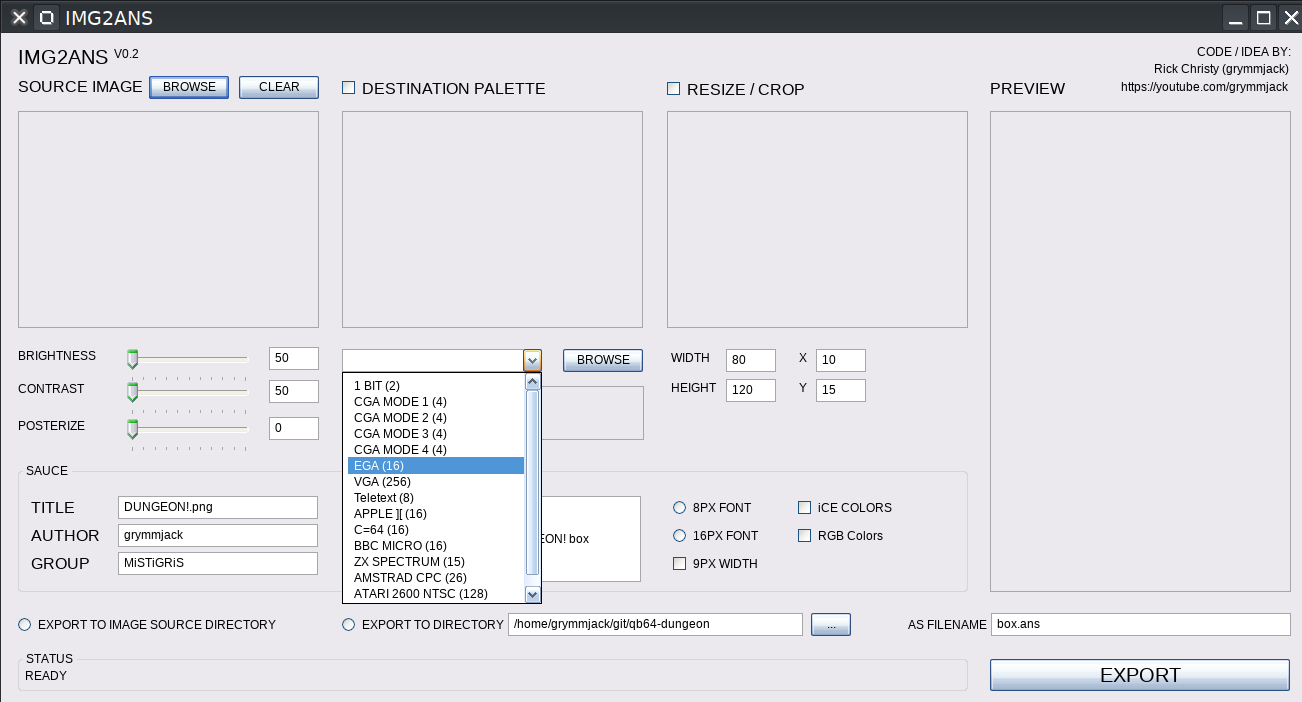 IMG2ANS
IMG2ANS V0.2
CODE / IDEA BY:
Rick Christy (grymmjack)
https://youtube.com/grymmjack
SOURCE IMAGE BROWSE CLEAR
DESTINATION PALETTE
RESIZE / CROP
PREVIEW
BRIGHTNESS 50
CONTRAST 50
POSTERIZE 0
BROWSE
1 BIT (2)
CGA MODE 1 (4)
CGA MODE 2 (4)
CGA MODE 3 (4)
CGA MODE 4 (4)
EGA (16)
VGA (256)
Teletext (8)
APPLE ][ (16)
C=64 (16)
BBC MICRO (16)
ZX SPECTRUM (15)
AMSTRAD CPC (26)
ATARI 2600 NTSC (128)
WIDTH 80 X 10
HEIGHT 120 Y 15
SAUCE
TITLE DUNGEON!.png
AUTHOR grymmjack
GROUP MiSTiGRiS
EON! box
8PX FONT iCE COLORS
16PX FONT RGB Colors
9PX WIDTH
EXPORT TO IMAGE SOURCE DIRECTORY
EXPORT TO DIRECTORY /home/grymmjack/git/qb64-dungeon ...
AS FILENAME box.ans
STATUS
READY
EXPORT